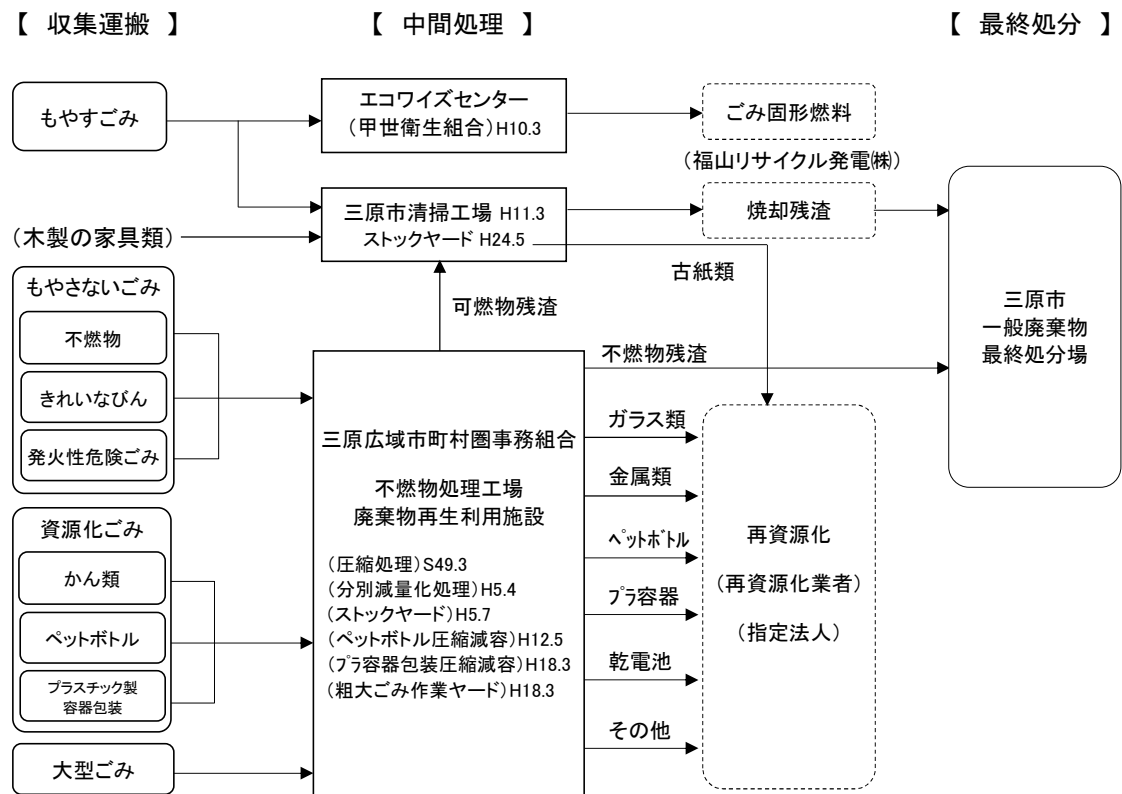 【 収集運搬 】
【 中間処理 】
【 最終処分 】
もやすごみ
エコワイズセンター
（甲世衛生組合）H10.3
ごみ固形燃料
（福山リサイクル発電㈱）
三原市清掃工場 H11.3
ストックヤード H24.5
焼却残渣
（木製の家具類）
古紙類
可燃物残渣
不燃物残渣
三原市
一般廃棄物
最終処分場
もやさないごみ
不燃物
きれいなびん
発火性危険ごみ
資源化ごみ
かん類
ペットボトル
プラスチック製
容器包装
大型ごみ
三原広域市町村圏事務組合
不燃物処理工場
廃棄物再生利用施設
（圧縮処理）S49.3
（分別減量化処理）H5.4
（ストックヤード）H5.7
（ペットボトル圧縮減容）H12.5
（プラ容器包装圧縮減容）H18.3
（粗大ごみ作業ヤード）H18.3
ガラス類
金属類
ペットボトル
プラ容器
乾電池
その他
再資源化
（再資源化業者）
（指定法人）